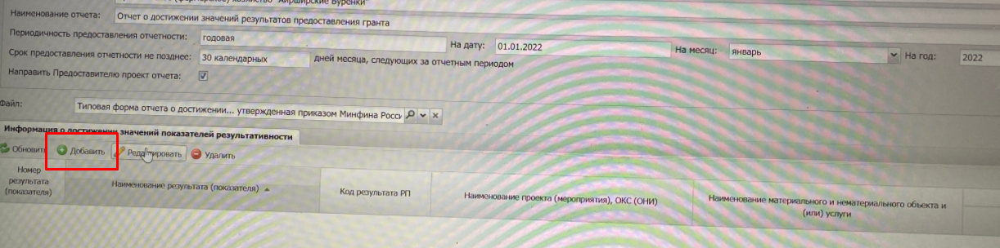 (фермерское) хозяйство "Айрширские Буренки"
Наименование отчета: Отчет о достижении значений результатов предоставления гранта
Периодичность предоставления отчетности: годовая На дату: 01.01.2022 На месяц: январь На год: 2022
Срок предоставления отчетности не позднее: 30 календарных дней месяца, следующих за отчетным периодом
Направить Предоставителю проект отчета:
Файл: Типовая форма отчета о достижении... утвержденная приказом Минфина Росси
Информация о достижении значений показателей результативности
Обновить Добавить Редактировать Удалить
Номер результата (показателя)
Наименование результата (показателя)
Код результата РП
Наименование проекта (мероприятия), ОКС (ОНИ)
Наименование материального и нематериального объекта и
(или) услуги